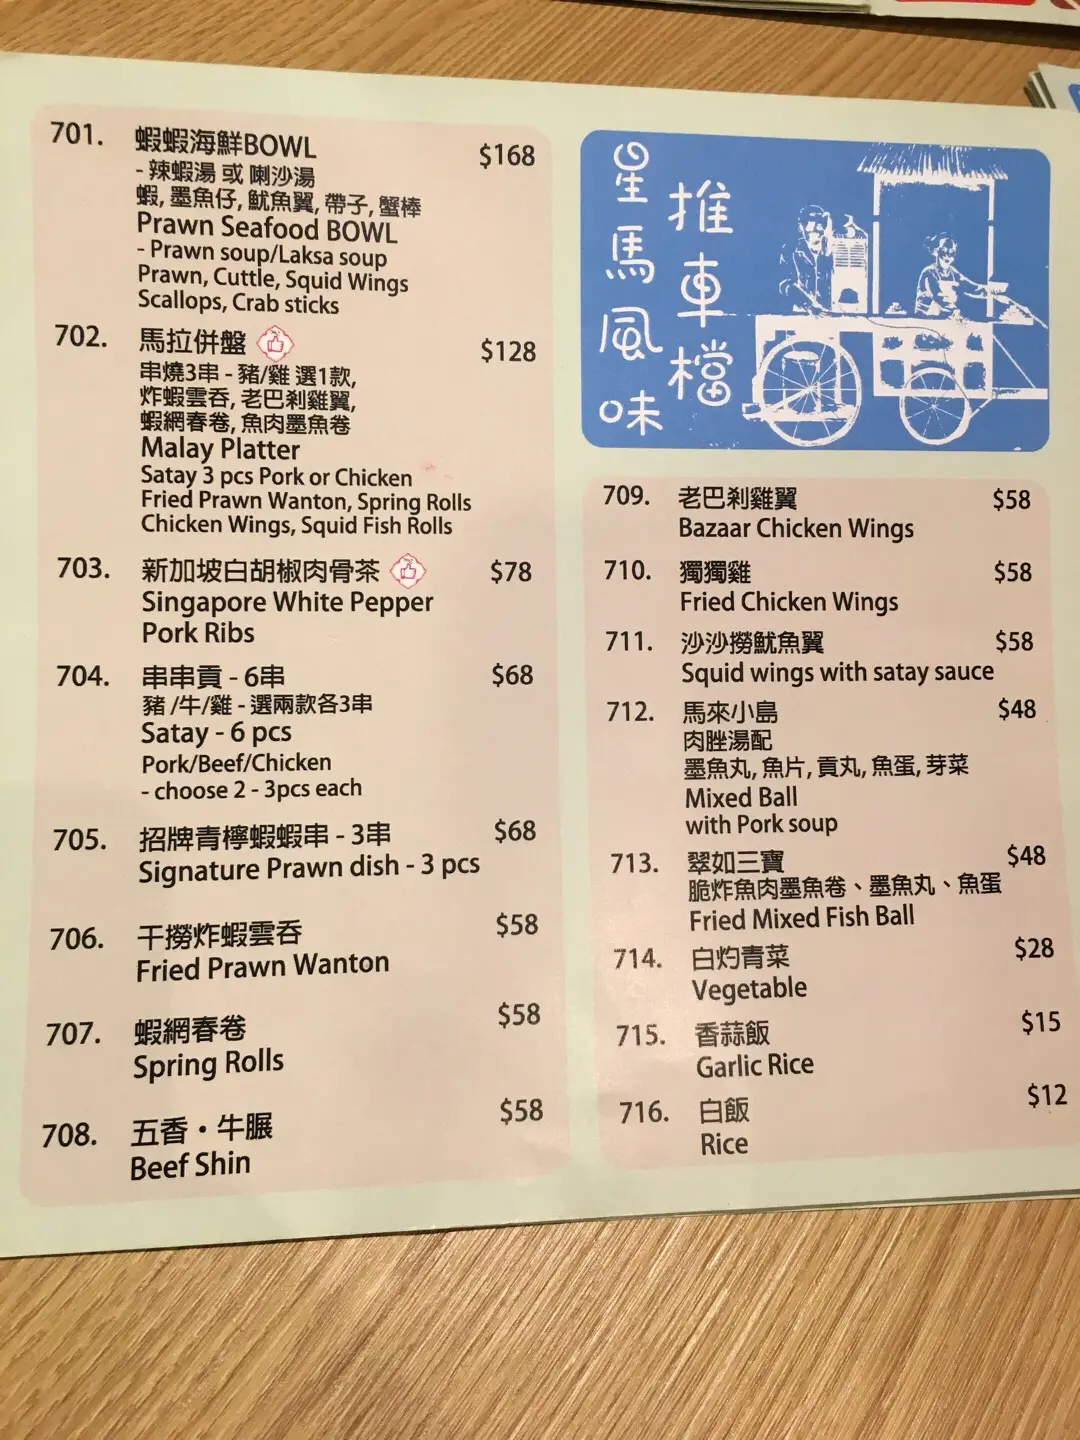 701. 蝦蝦海鮮BOWL $168
- 辣蝦湯 或 喇沙湯
蝦, 墨魚仔, 魷魚翼, 帶子, 蟹棒
Prawn Seafood BOWL
- Prawn soup/Laksa soup
Prawn, Cuttle, Squid Wings
Scallops, Crab sticks
702. 馬拉併盤 $128
串燒3串 - 豬/雞 選1款,
炸蝦雲吞, 老巴剎雞翼,
蝦網春卷, 魚肉墨魚卷
Malay Platter
Satay 3 pcs Pork or Chicken
Fried Prawn Wanton, Spring Rolls
Chicken Wings, Squid Fish Rolls
703. 新加坡白胡椒肉骨茶 $78
Singapore White Pepper
Pork Ribs
704. 串串貢 - 6串 $68
豬 /牛/雞 - 選兩款各3串
Satay - 6 pcs
Pork/Beef/Chicken
- choose 2 - 3pcs each
705. 招牌青檸蝦蝦串 - 3串 $68
Signature Prawn dish - 3 pcs
706. 干撈炸蝦雲吞 $58
Fried Prawn Wanton
707. 蝦網春卷 $58
Spring Rolls
708. 五香・牛𦟌 $58
Beef Shin
星馬風味
推車檔
709. 老巴剎雞翼 $58
Bazaar Chicken Wings
710. 獨獨雞 $58
Fried Chicken Wings
711. 沙沙撈魷魚翼 $58
Squid wings with satay sauce
712. 馬來小島 $48
肉脞湯配
墨魚丸, 魚片, 貢丸, 魚蛋, 芽菜
Mixed Ball
with Pork soup
713. 翠如三寶 $48
脆炸魚肉墨魚卷、墨魚丸、魚蛋
Fried Mixed Fish Ball
714. 白灼青菜 $28
Vegetable
715. 香蒜飯 $15
Garlic Rice
716. 白飯 $12
Rice